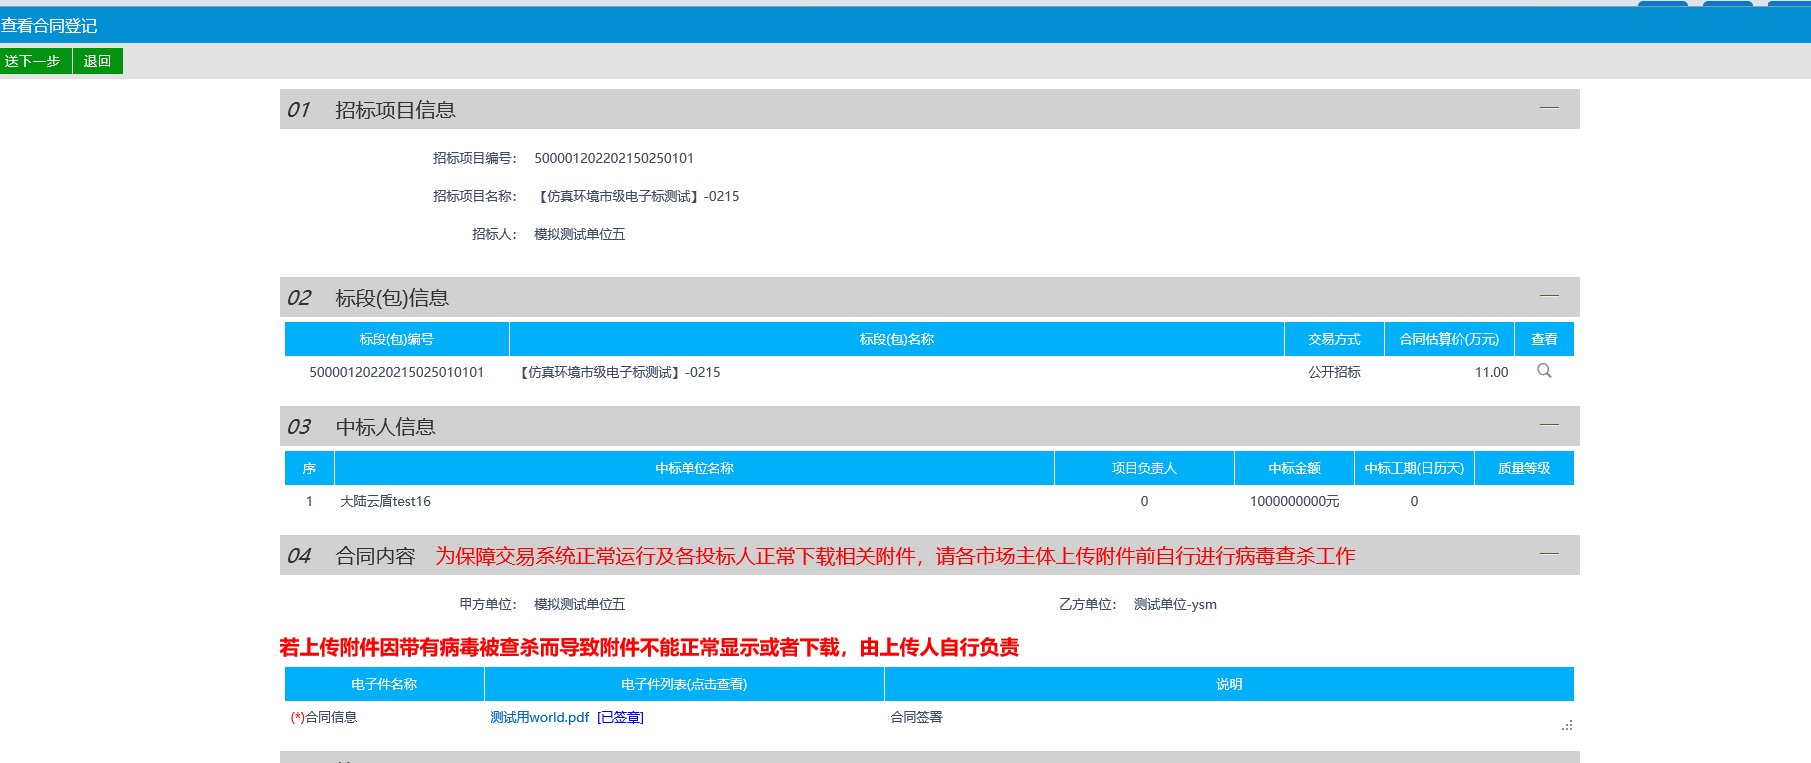 查看合同登记
送下一步 退回
01 招标项目信息
招标项目编号： 500001202202150250101
招标项目名称： 【仿真环境市级电子标测试】-0215
招标人： 模拟测试单位五
02 标段(包)信息
标段(包)编号 标段(包)名称 交易方式 合同估算价(万元) 查看
50000120220215025010101 【仿真环境市级电子标测试】-0215 公开招标 11.00
03 中标人信息
序 中标单位名称 项目负责人 中标金额 中标工期(日历天) 质量等级
1 大陆云盾test16 0 1000000000元 0
04 合同内容 为保障交易系统正常运行及各投标人正常下载相关附件，请各市场主体上传附件前自行进行病毒查杀工作
甲方单位： 模拟测试单位五 乙方单位： 测试单位-ysm
若上传附件因带有病毒被查杀而导致附件不能正常显示或者下载，由上传人自行负责
电子件名称 电子件列表(点击查看) 说明
(*)合同信息 测试用world.pdf [已签章] 合同签署